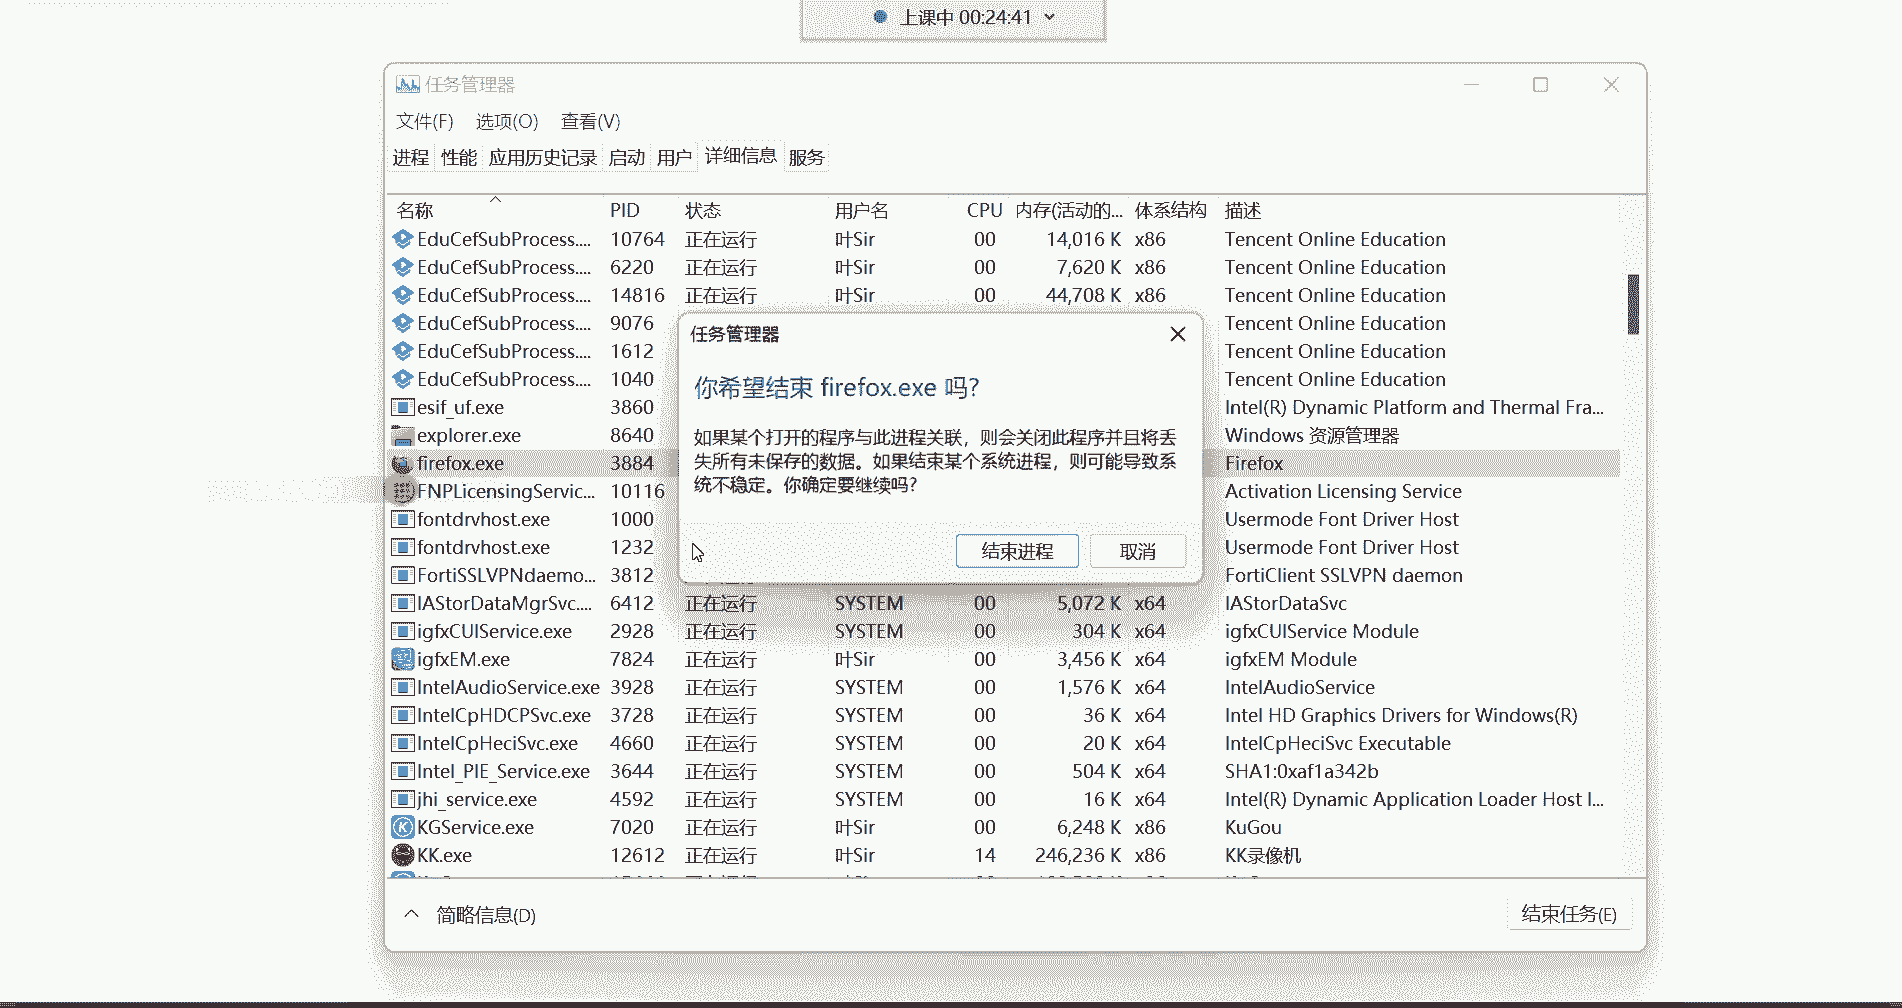 上课中 00:24:41
任务管理器
文件(F) 选项(O) 查看(V)
进程 性能 应用历史记录 启动 用户 详细信息 服务
名称 PID 状态 用户名 CPU 内存(活动的... 体系结构 描述
EduCefSubProcess.... 10764 正在运行 叶Sir 00 14,016 K x86 Tencent Online Education
EduCefSubProcess.... 6220 正在运行 叶Sir 00 7,620 K x86 Tencent Online Education
EduCefSubProcess.... 14816 正在运行 叶Sir 00 44,708 K x86 Tencent Online Education
EduCefSubProcess.... 9076 Tencent Online Education
EduCefSubProcess.... 1612 Tencent Online Education
EduCefSubProcess.... 1040 Tencent Online Education
esif_uf.exe 3860 Intel(R) Dynamic Platform and Thermal Fra...
explorer.exe 8640 Windows 资源管理器
firefox.exe 3884 Firefox
FNPLicensingServic... 10116 Activation Licensing Service
fontdrvhost.exe 1000 Usermode Font Driver Host
fontdrvhost.exe 1232 Usermode Font Driver Host
FortiSSLVPNdaemo... 3812 FortiClient SSLVPN daemon
IAStorDataMgrSvc.... 6412 正在运行 SYSTEM 00 5,072 K x64 IAStorDataSvc
igfxCUIService.exe 2928 正在运行 SYSTEM 00 304 K x64 igfxCUIService Module
igfxEM.exe 7824 正在运行 叶Sir 00 3,456 K x64 igfxEM Module
IntelAudioService.exe 3928 正在运行 SYSTEM 00 1,576 K x64 IntelAudioService
IntelCpHDCPSvc.exe 3728 正在运行 SYSTEM 00 36 K x64 Intel HD Graphics Drivers for Windows(R)
IntelCpHeciSvc.exe 4660 正在运行 SYSTEM 00 20 K x64 IntelCpHeciSvc Executable
Intel_PIE_Service.exe 3644 正在运行 SYSTEM 00 504 K x64 SHA1:0xaf1a342b
jhi_service.exe 4592 正在运行 SYSTEM 00 16 K x64 Intel(R) Dynamic Application Loader Host I...
KGService.exe 7020 正在运行 叶Sir 00 6,248 K x86 KuGou
KK.exe 12612 正在运行 叶Sir 14 246,236 K x86 KK录像机
任务管理器
你希望结束 firefox.exe 吗?
如果某个打开的程序与此进程关联，则会关闭此程序并且将丢
失所有未保存的数据。如果结束某个系统进程，则可能导致系
统不稳定。你确定要继续吗?
结束进程 取消
简略信息(D) 结束任务(E)